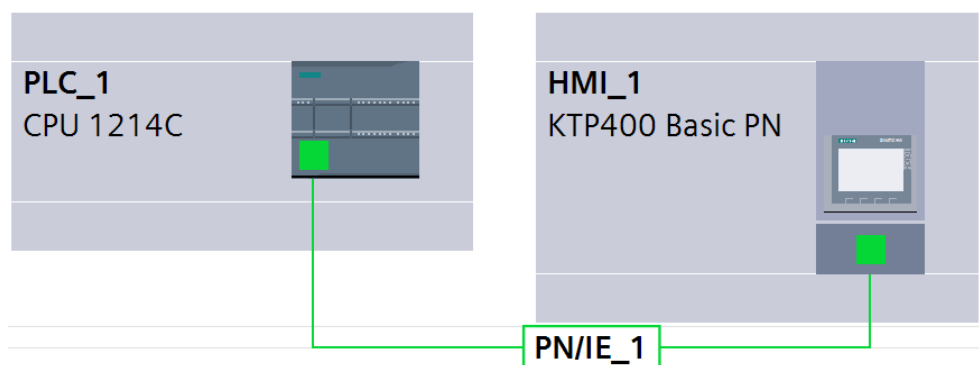 PLC_1
CPU 1214C
HMI_1
KTP400 Basic PN
PN/IE_1